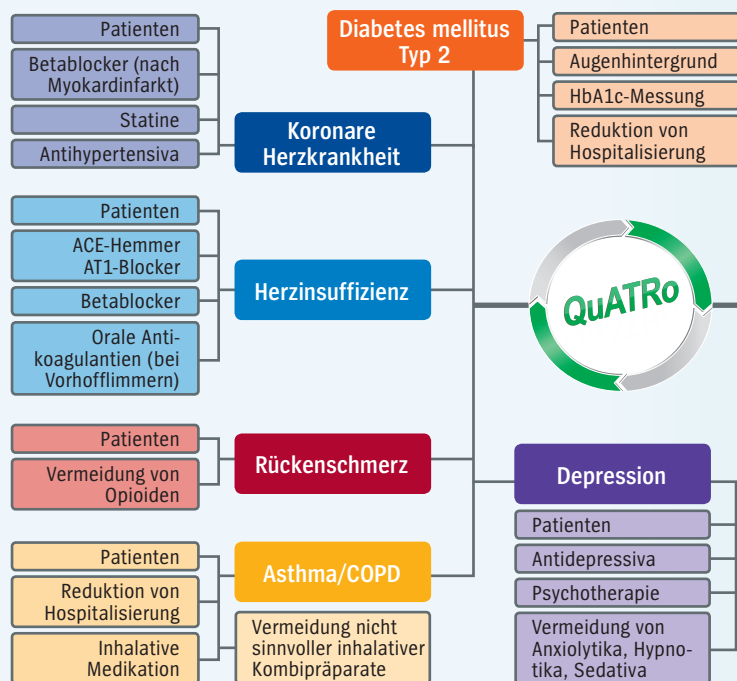 Diabetes mellitus
Typ 2
Patienten
Augenhintergrund
HbA1c-Messung
Reduktion von
Hospitalisierung
Patienten
Betablocker (nach
Myokardinfarkt)
Statine
Antihypertensiva
Koronare
Herzkrankheit
Patienten
ACE-Hemmer
AT1-Blocker
Betablocker
Orale Anti-
koagulantien (bei
Vorhofflimmern)
Herzinsuffizienz
QuATRo
Patienten
Vermeidung von
Opioiden
Rückenschmerz
Patienten
Reduktion von
Hospitalisierung
Inhalative
Medikation
Asthma/COPD
Vermeidung nicht
sinnvoller inhalativer
Kombipräparate
Depression
Patienten
Antidepressiva
Psychotherapie
Vermeidung von
Anxiolytika, Hypno-
tika, Sedativa